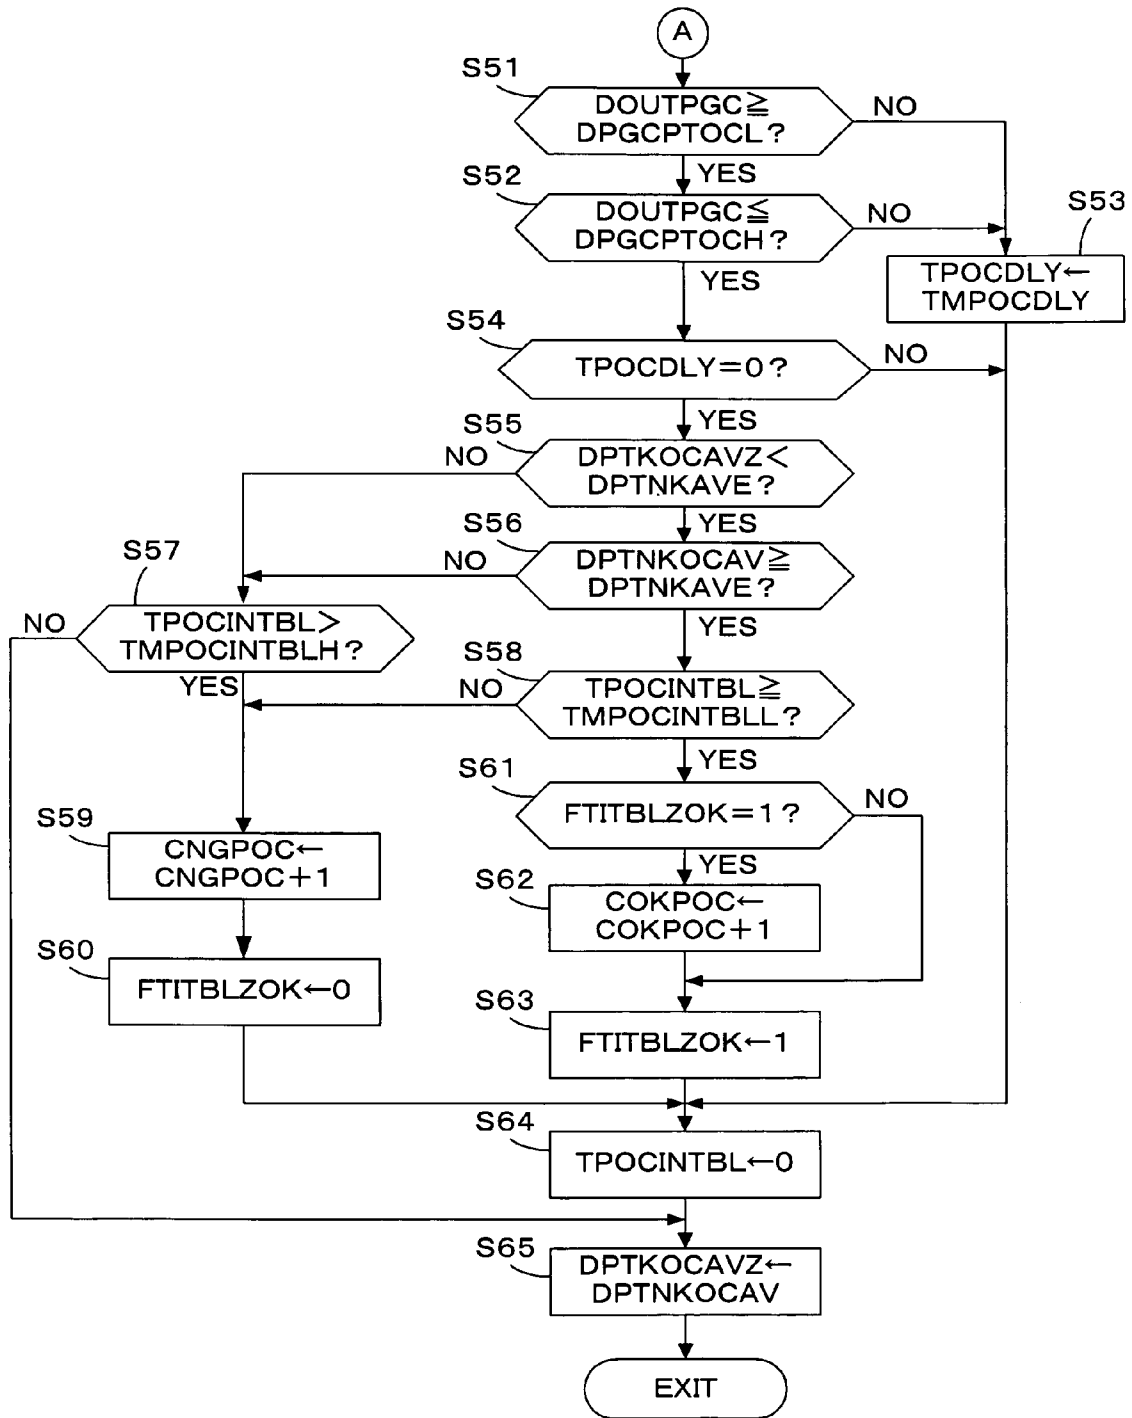 A
S51
DOUTPGC≧
DPGCPTOCL?
NO
YES
S52
DOUTPGC≦
DPGCPTOCH?
NO
YES
S53
TPOCDLY←
TMPOCDLY
S54
TPOCDLY=0?
NO
YES
S55
DPTKOCAVZ<
DPTNKAVE?
NO
YES
S56
DPTNKOCAV≧
DPTNKAVE?
NO
YES
S57
TPOCINTBL>
TMPOCINTBLH?
NO
YES
S58
TPOCINTBL≧
TMPOCINTBLL?
NO
YES
S61
FTITBLZOK=1?
NO
YES
S59
CNGPOC←
CNGPOC+1
S62
COKPOC←
COKPOC+1
S60
FTITBLZOK←0
S63
FTITBLZOK←1
S64
TPOCINTBL←0
S65
DPTKOCAVZ←
DPTNKOCAV
EXIT